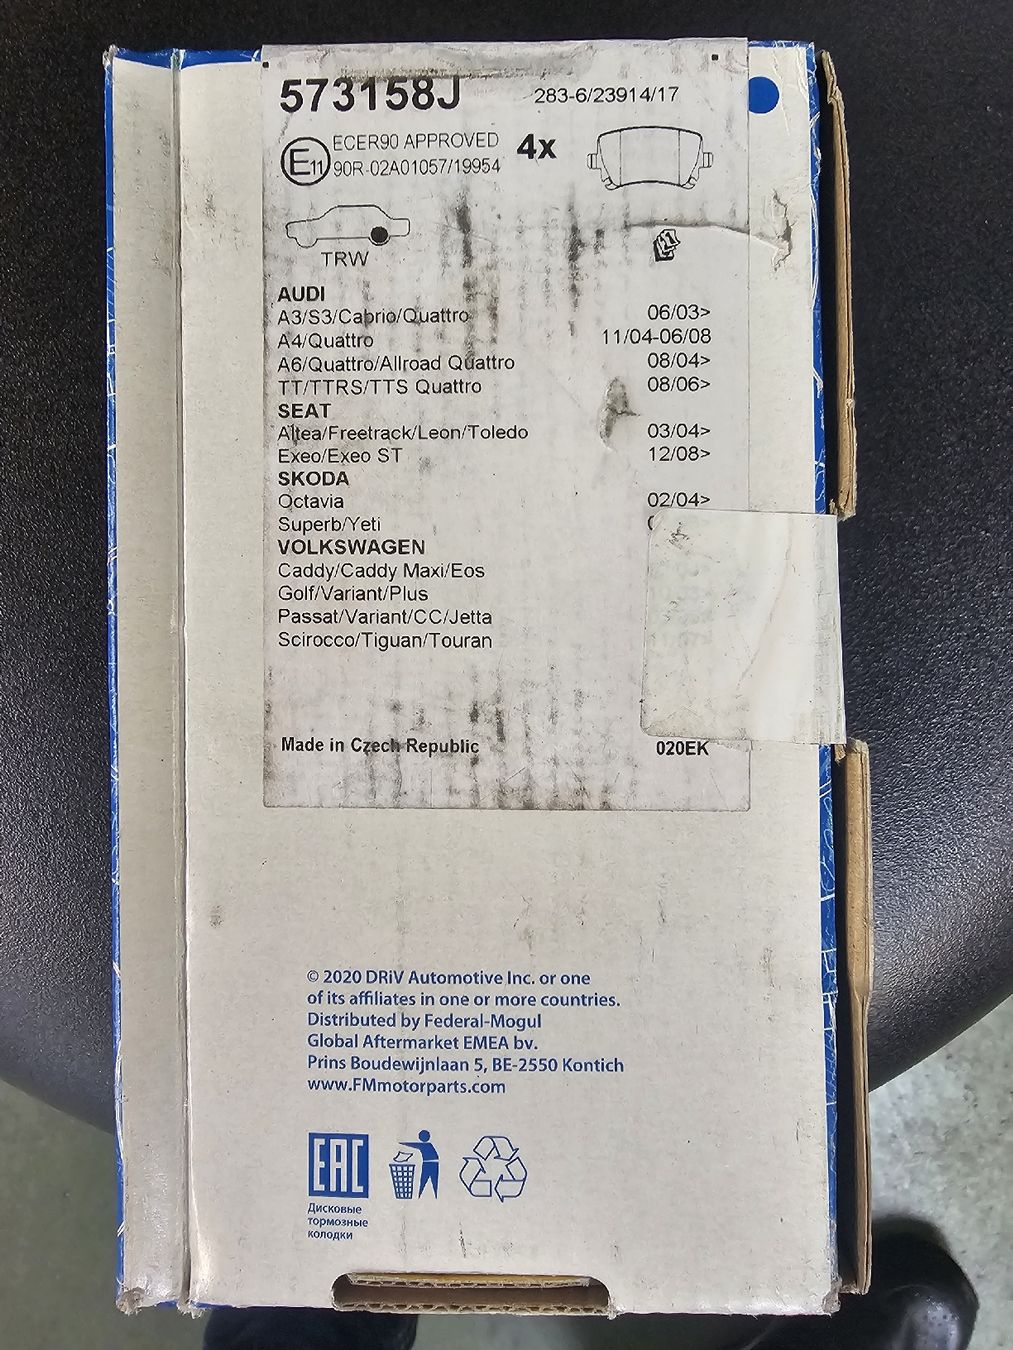 573158J 283-6/23914/17
E11 ECER90 APPROVED 4x
90R-02A01057/19954
TRW
AUDI
A3/S3/Cabrio/Quattro 06/03>
A4/Quattro 11/04-06/08
A6/Quattro/Allroad Quattro 08/04>
TT/TTRS/TTS Quattro 08/06>
SEAT
Altea/Freetrack/Leon/Toledo 03/04>
Exeo/Exeo ST 12/08>
SKODA
Octavia 02/04>
Superb/Yeti
VOLKSWAGEN
Caddy/Caddy Maxi/Eos
Golf/Variant/Plus
Passat/Variant/CC/Jetta
Scirocco/Tiguan/Touran
Made in Czech Republic 020EK
© 2020 DRiV Automotive Inc. or one
of its affiliates in one or more countries.
Distributed by Federal-Mogul
Global Aftermarket EMEA bv.
Prins Boudewijnlaan 5, BE-2550 Kontich
www.FMmotorparts.com
EAC
Дисковые
тормозные
колодки